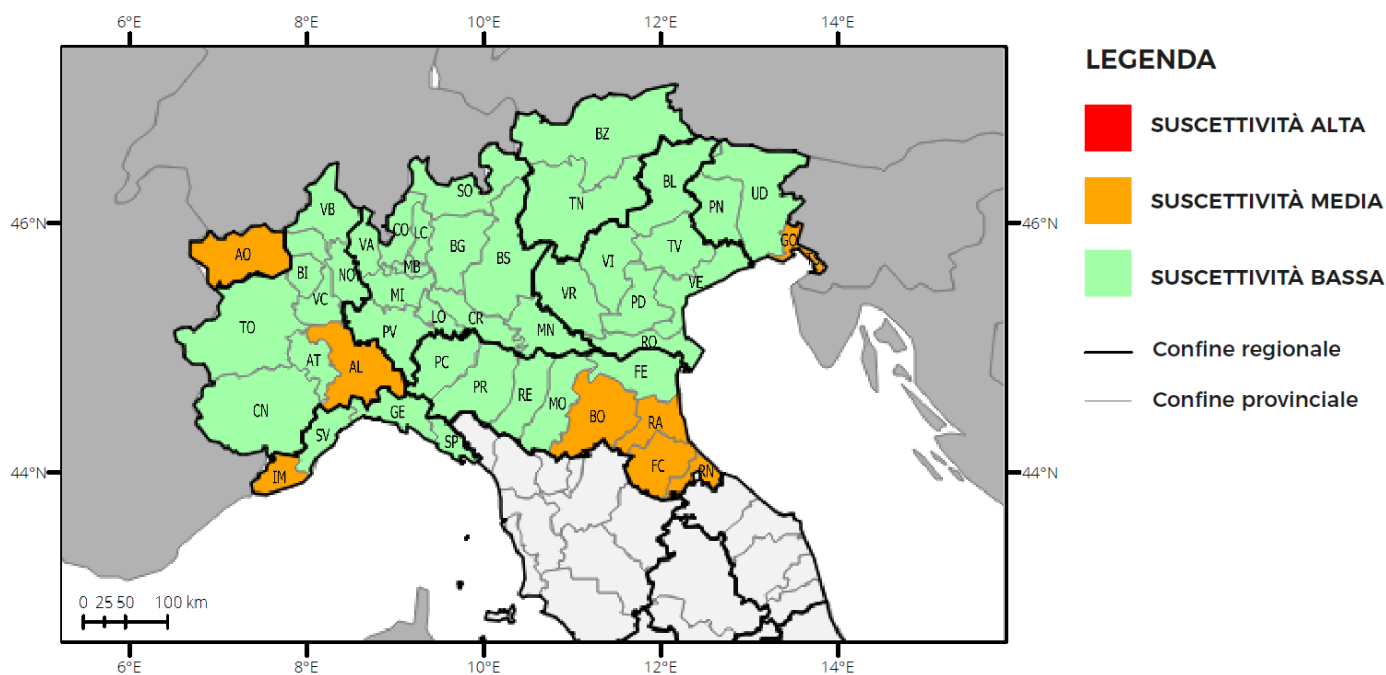 6°E 8°E 10°E 12°E 14°E
LEGENDA
SUSCETTIVITÀ ALTA
SUSCETTIVITÀ MEDIA
SUSCETTIVITÀ BASSA
Confine regionale
Confine provinciale
BZ
SO BL UD
VB TN PN
46°N 46°N
CO LC
VA TV GO
AO BG BS VI
BI NO MB
VE
VC MI VR PD
TO LO CR MN
PV RO
AT AL PC FE
PR RE MO
CN GE BO RA
SV SP
44°N IM FC RN 44°N
0 25 50 100 km
6°E 8°E 10°E 12°E 14°E